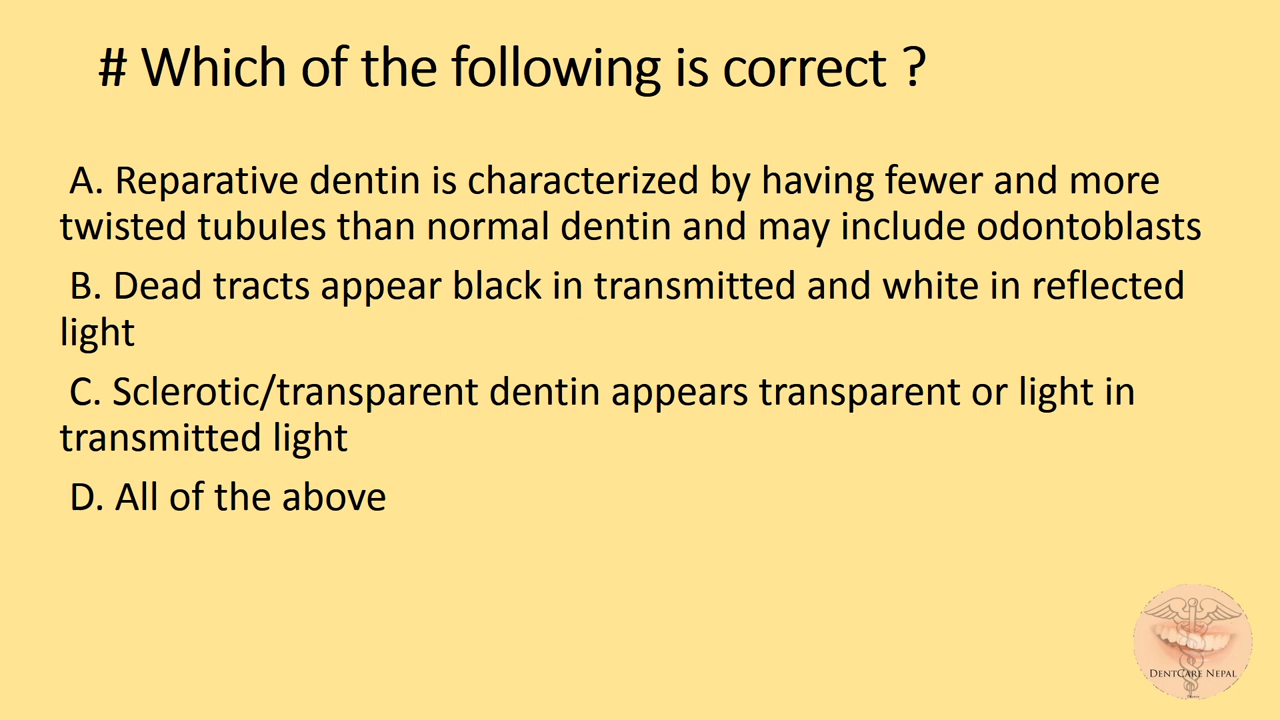 # Which of the following is correct ?
A. Reparative dentin is characterized by having fewer and more
twisted tubules than normal dentin and may include odontoblasts
B. Dead tracts appear black in transmitted and white in reflected
light
C. Sclerotic/transparent dentin appears transparent or light in
transmitted light
D. All of the above
DENTCARE NEPAL